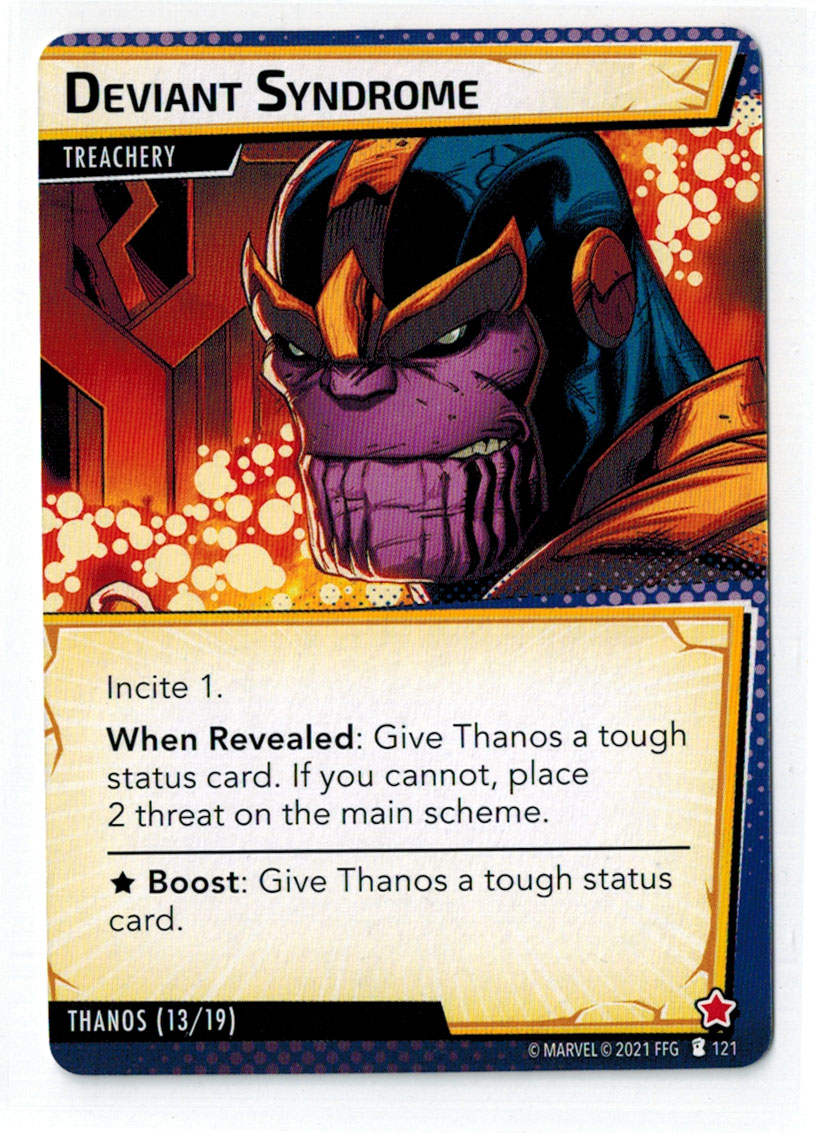 DEVIANT SYNDROME
TREACHERY
Incite 1.
When Revealed: Give Thanos a tough
status card. If you cannot, place
2 threat on the main scheme.
★ Boost: Give Thanos a tough status
card.
THANOS (13/19)
© MARVEL © 2021 FFG 121